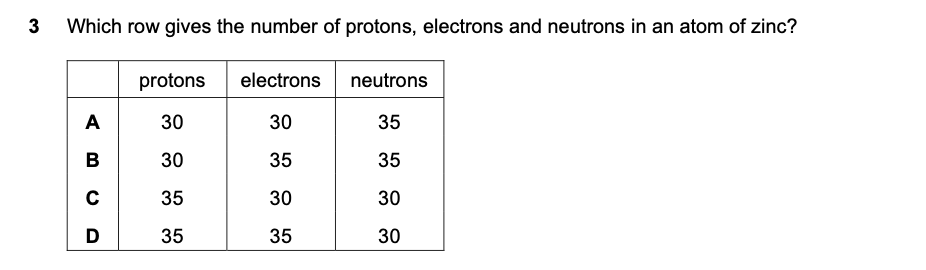 3 Which row gives the number of protons, electrons and neutrons in an atom of zinc?
protons electrons neutrons
A 30 30 35
B 30 35 35
C 35 30 30
D 35 35 30